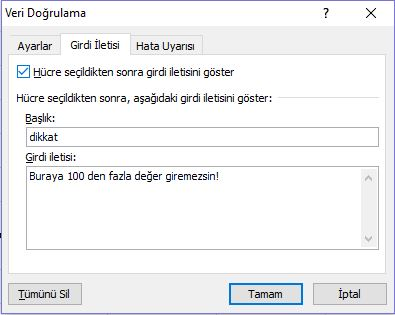 Veri Doğrulama
?
Ayarlar Girdi İletisi Hata Uyarısı
Hücre seçildikten sonra girdi iletisini göster
Hücre seçildikten sonra, aşağıdaki girdi iletisini göster:
Başlık:
dikkat
Girdi iletisi:
Buraya 100 den fazla değer giremezsin!
Tümünü Sil Tamam İptal